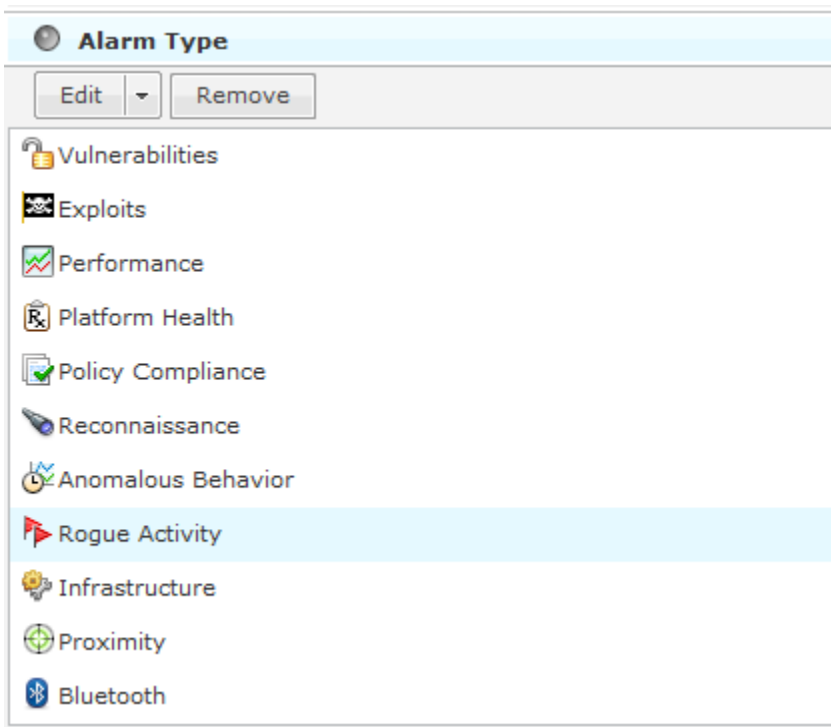 Alarm Type
Edit Remove
Vulnerabilities
Exploits
Performance
Platform Health
Policy Compliance
Reconnaissance
Anomalous Behavior
Rogue Activity
Infrastructure
Proximity
Bluetooth